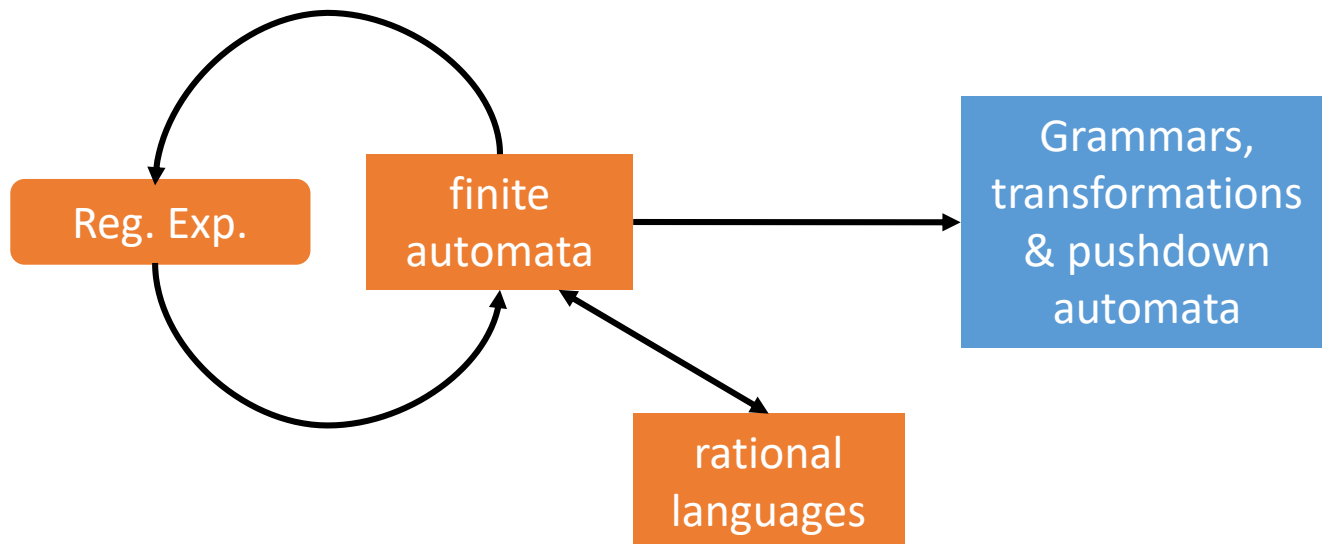 Reg. Exp.
finite
automata
Grammars,
transformations
& pushdown
automata
rational
languages